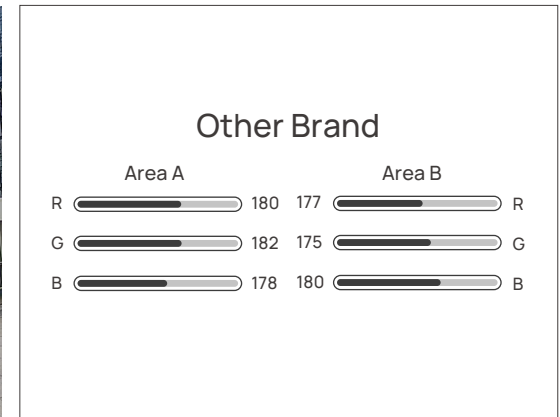 Other Brand
Area A Area B
R 180 177 R
G 182 175 G
B 178 180 B